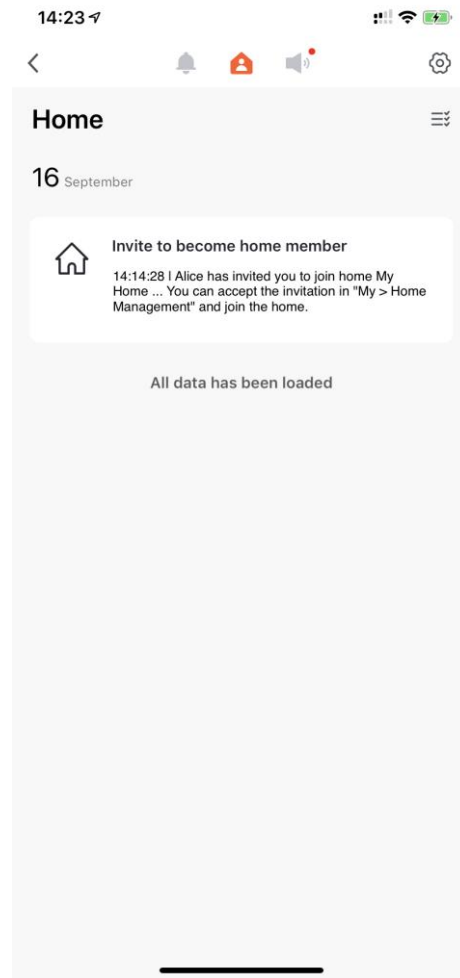 14:23
Home
16 September
Invite to become home member
14:14:28 | Alice has invited you to join home My
Home ... You can accept the invitation in "My > Home
Management" and join the home.
All data has been loaded